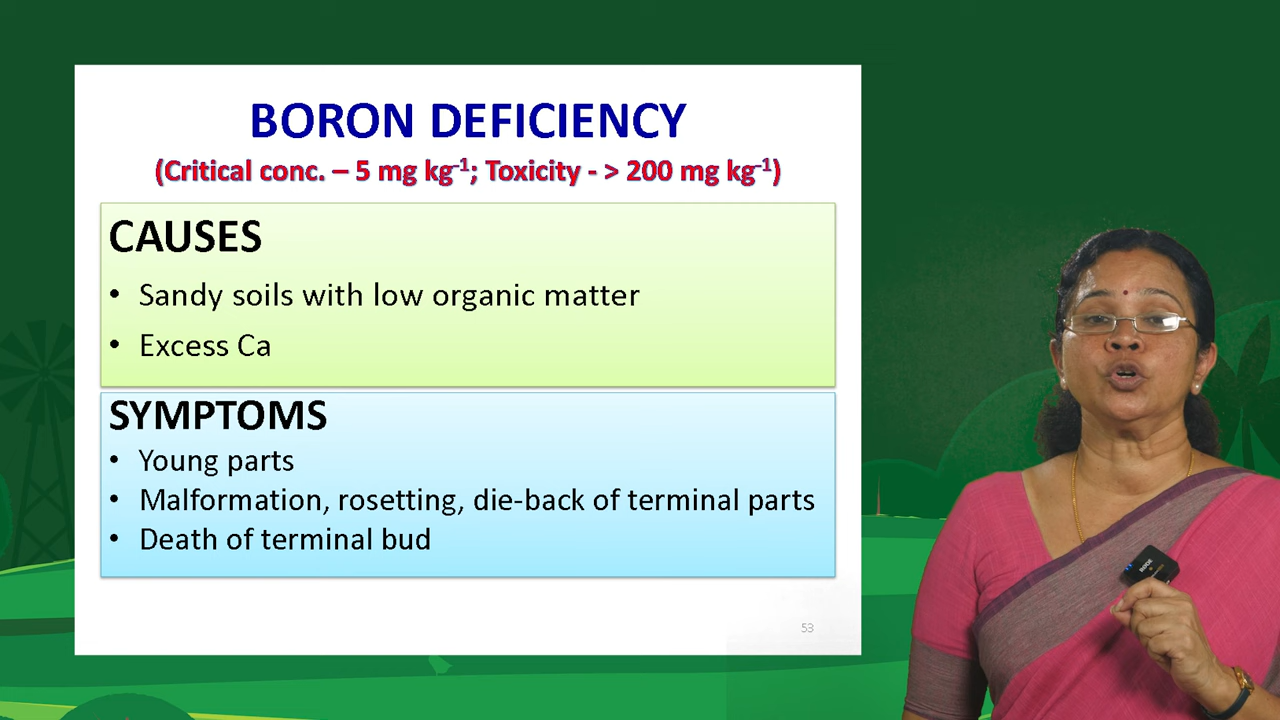 BORON DEFICIENCY
(Critical conc. – 5 mg kg⁻¹; Toxicity - > 200 mg kg⁻¹)
CAUSES
• Sandy soils with low organic matter
• Excess Ca
SYMPTOMS
• Young parts
• Malformation, rosetting, die-back of terminal parts
• Death of terminal bud
53